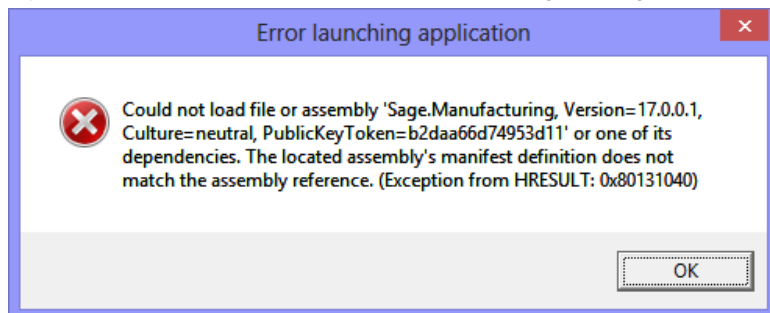 Error launching application
Could not load file or assembly 'Sage.Manufacturing, Version=17.0.0.1,
Culture=neutral, PublicKeyToken=b2daa66d74953d11' or one of its
dependencies. The located assembly's manifest definition does not
match the assembly reference. (Exception from HRESULT: 0x80131040)
OK